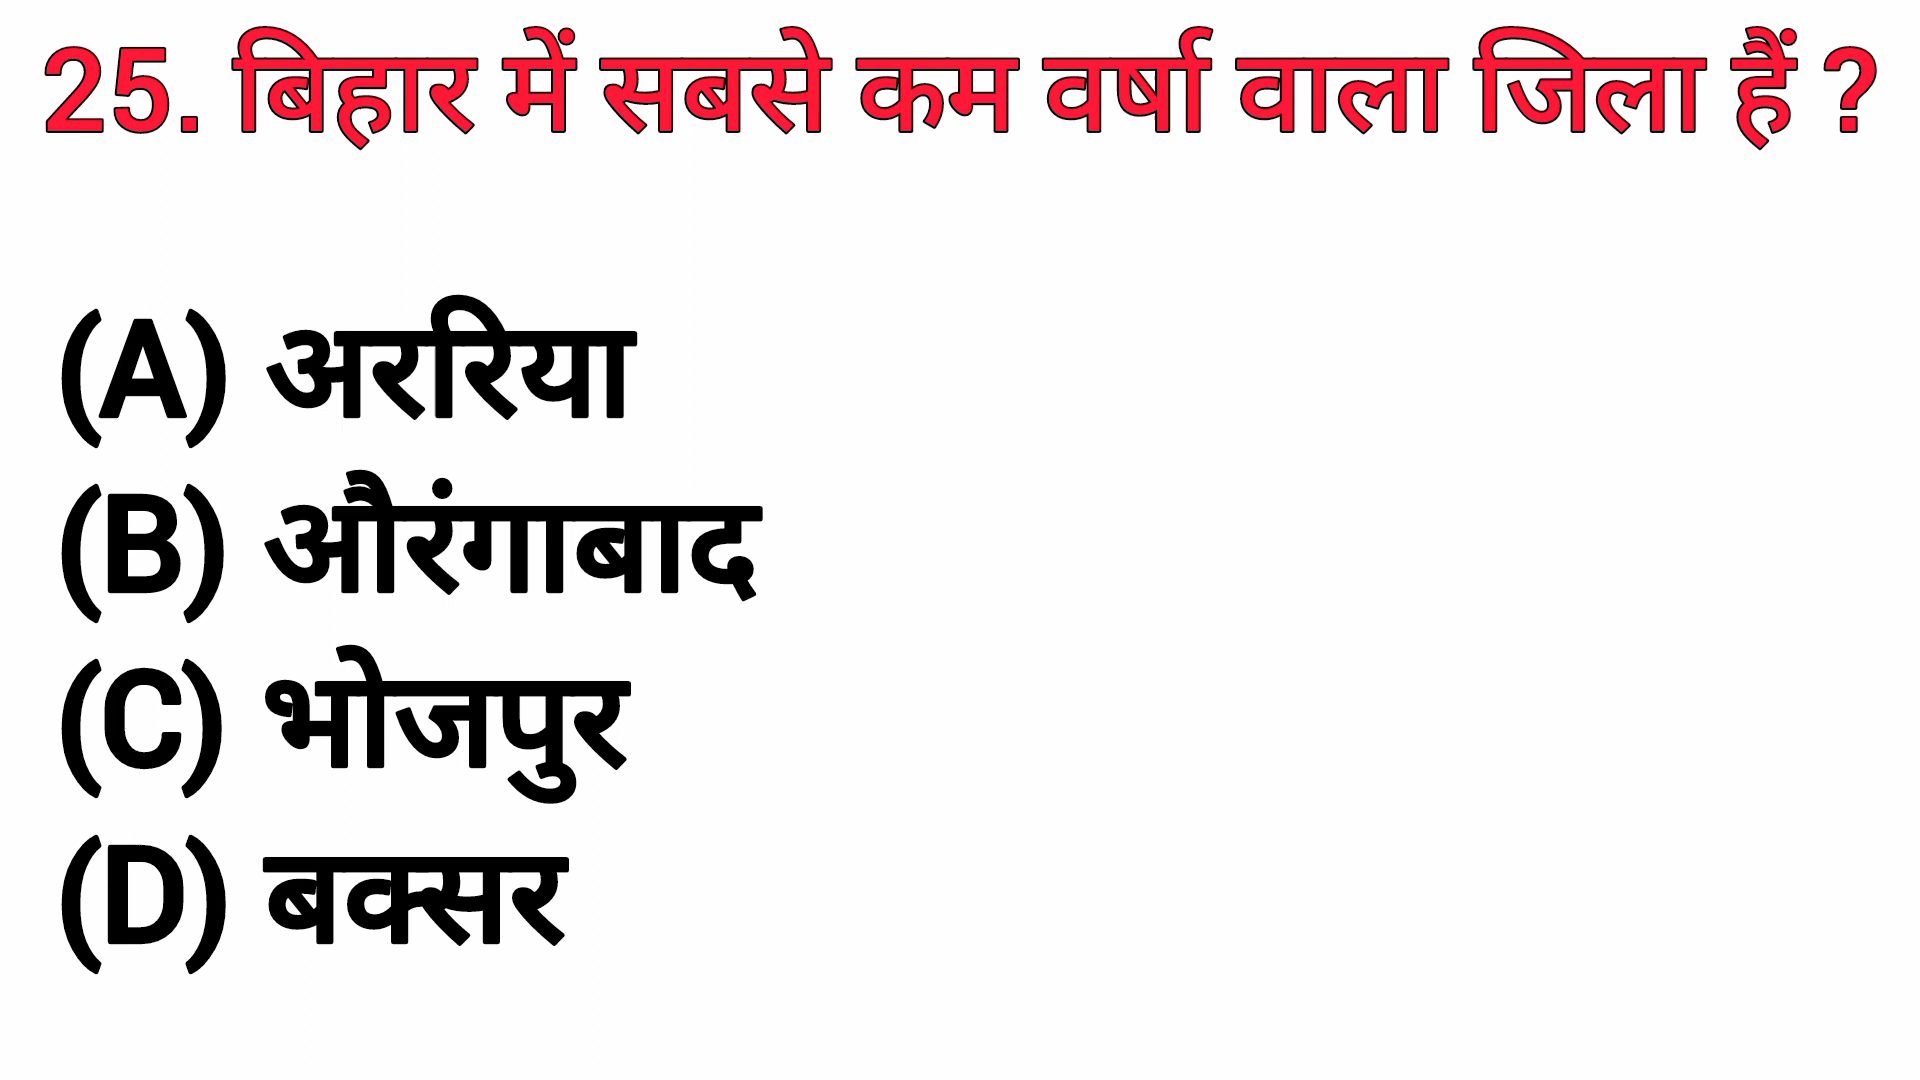 25. बिहार में सबसे कम वर्षा वाला जिला हैं ?
(A) अररिया
(B) औरंगाबाद
(C) भोजपुर
(D) बक्सर